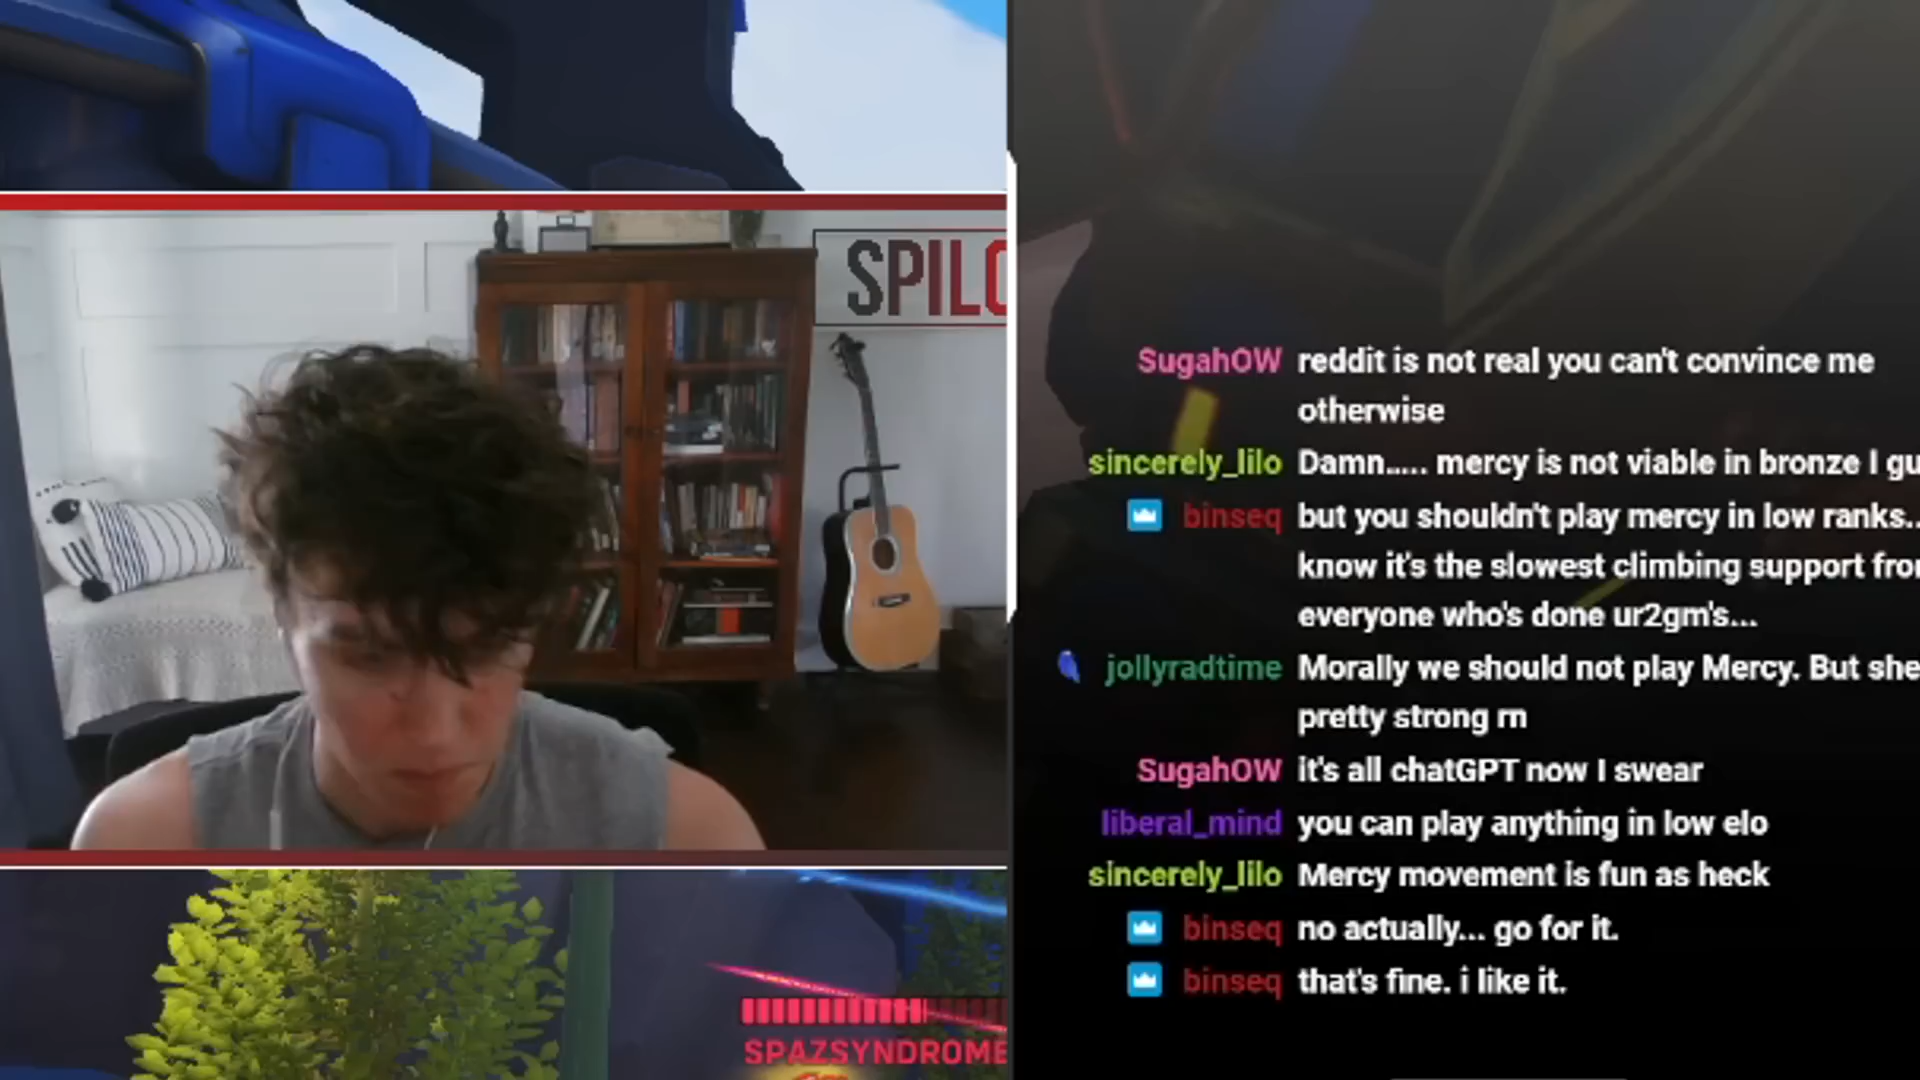 SPILO
SugahOW reddit is not real you can't convince me
otherwise
sincerely_lilo Damn..... mercy is not viable in bronze I gu
binseq but you shouldn't play mercy in low ranks..
know it's the slowest climbing support from
everyone who's done ur2gm's...
jollyradtime Morally we should not play Mercy. But she
pretty strong rn
SugahOW it's all chatGPT now I swear
liberal_mind you can play anything in low elo
sincerely_lilo Mercy movement is fun as heck
binseq no actually... go for it.
binseq that's fine. i like it.
SPAZSYNDROME